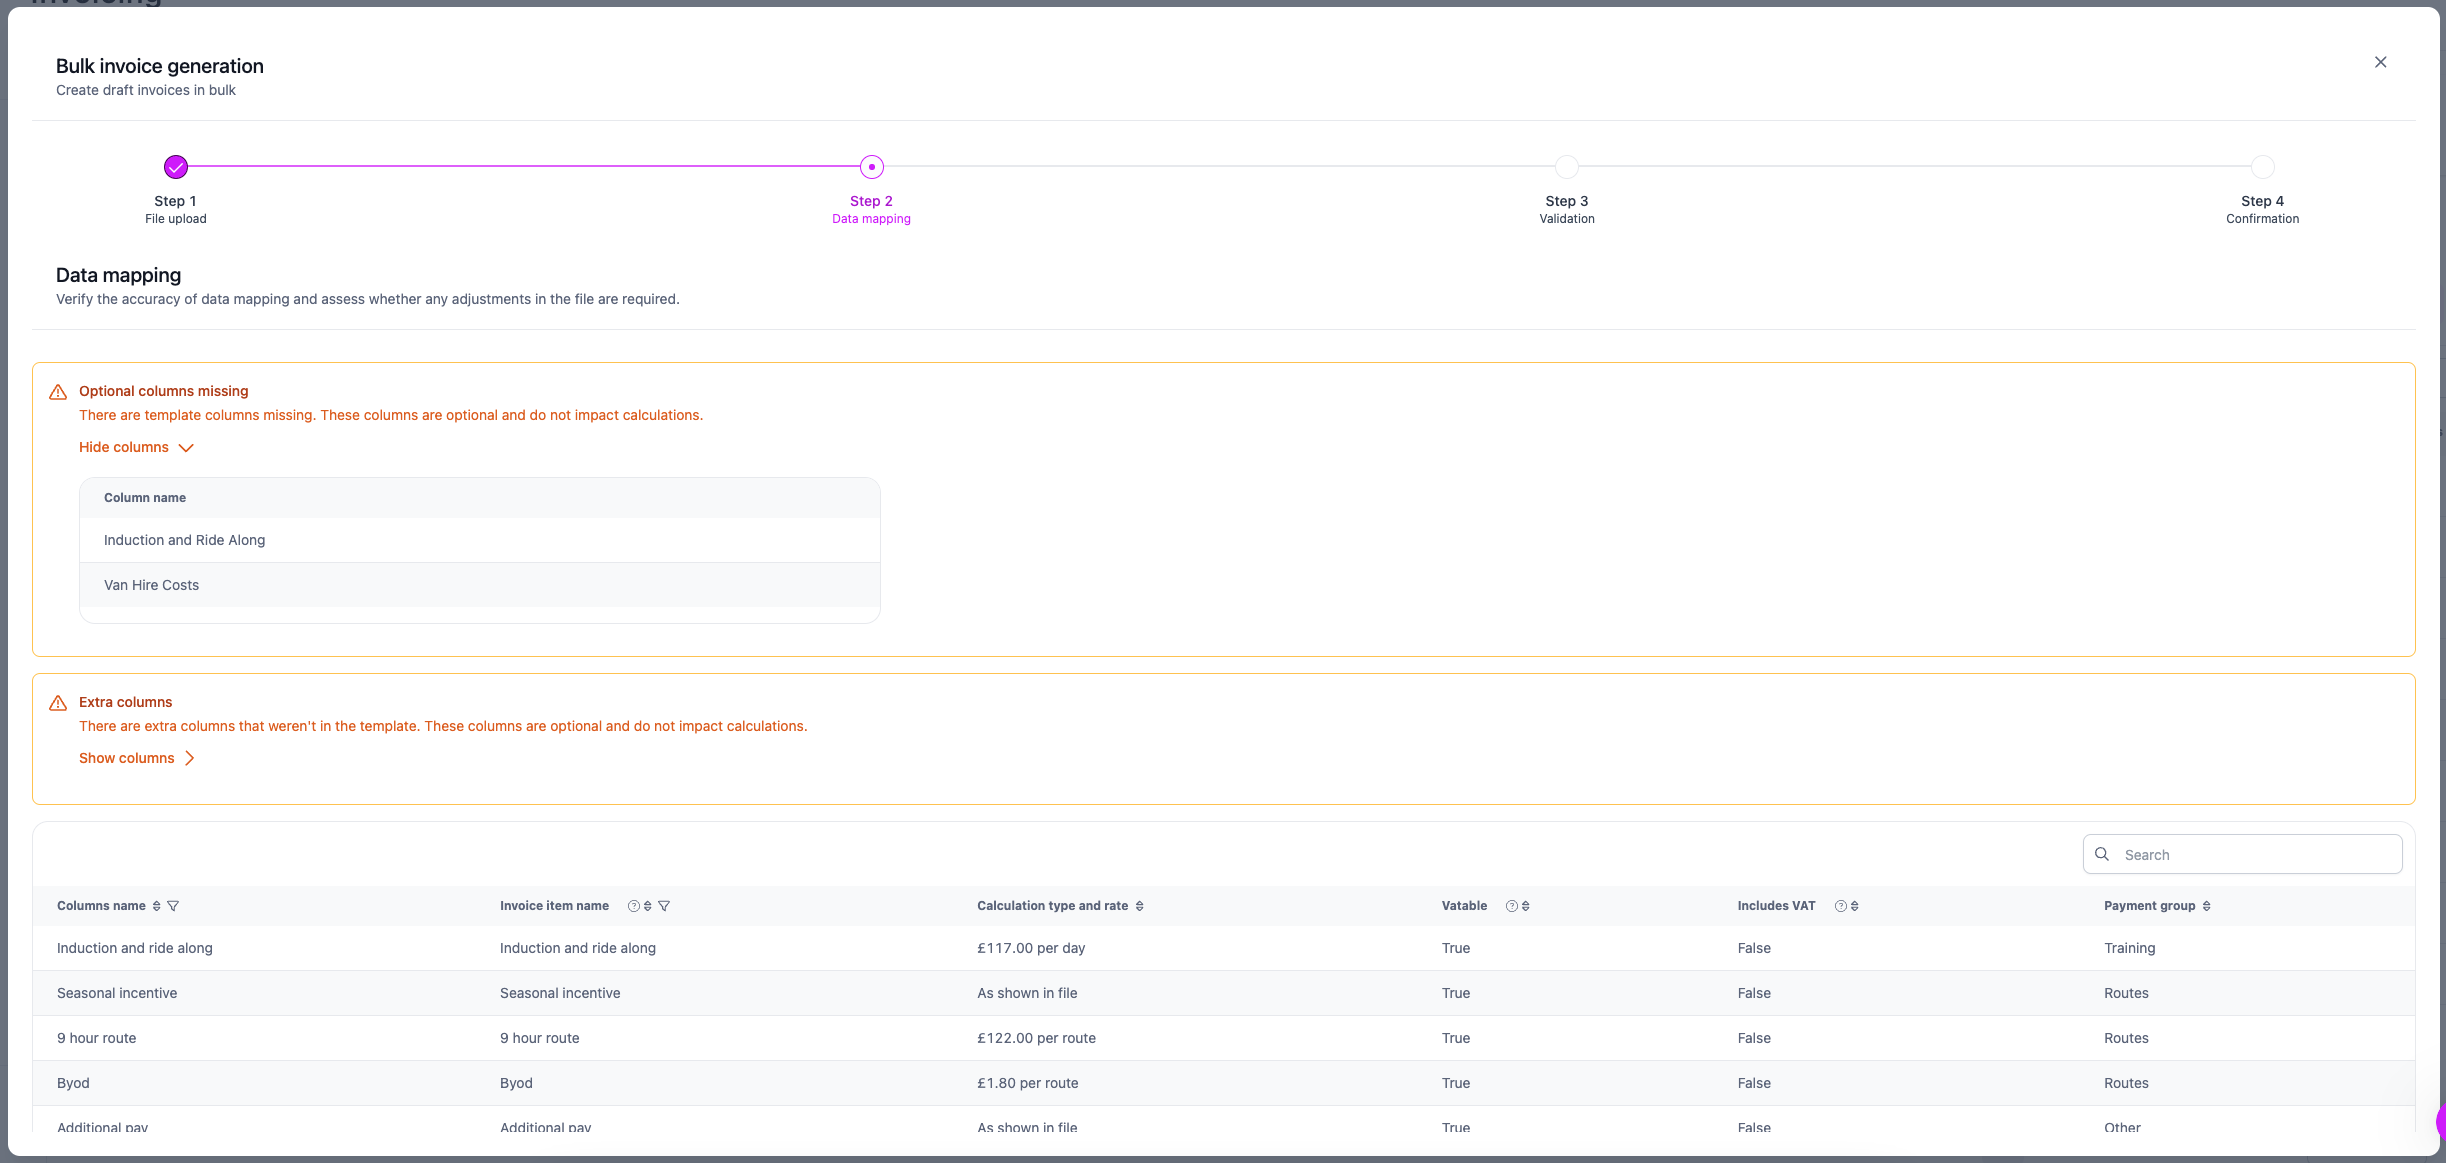 Invoicing
Bulk invoice generation
Create draft invoices in bulk
Step 1
File upload
Step 2
Data mapping
Step 3
Validation
Step 4
Confirmation
Data mapping
Verify the accuracy of data mapping and assess whether any adjustments in the file are required.
Optional columns missing
There are template columns missing. These columns are optional and do not impact calculations.
Hide columns
Column name
Induction and Ride Along
Van Hire Costs
Extra columns
There are extra columns that weren't in the template. These columns are optional and do not impact calculations.
Show columns
Search
Columns name Invoice item name Calculation type and rate Vatable Includes VAT Payment group
Induction and ride along Induction and ride along £117.00 per day True False Training
Seasonal incentive Seasonal incentive As shown in file True False Routes
9 hour route 9 hour route £122.00 per route True False Routes
Byod Byod £1.80 per route True False Routes
Additional pay Additional pay As shown in file True False Other